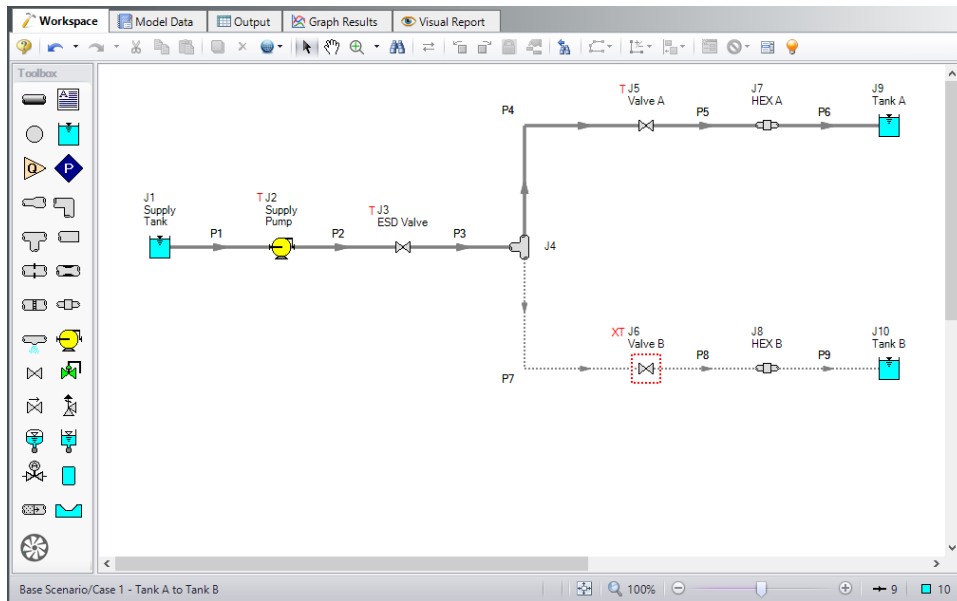 Workspace
Model Data
Output
Graph Results
Visual Report
Toolbox
A
Q
P
J1
Supply
Tank
P1
T J2
Supply
Pump
P2
T J3
ESD Valve
P3
J4
P4
T J5
Valve A
P5
J7
HEX A
P6
J9
Tank A
P7
XT J6
Valve B
P8
J8
HEX B
P9
J10
Tank B
Base Scenario/Case 1 - Tank A to Tank B
100%
9
10